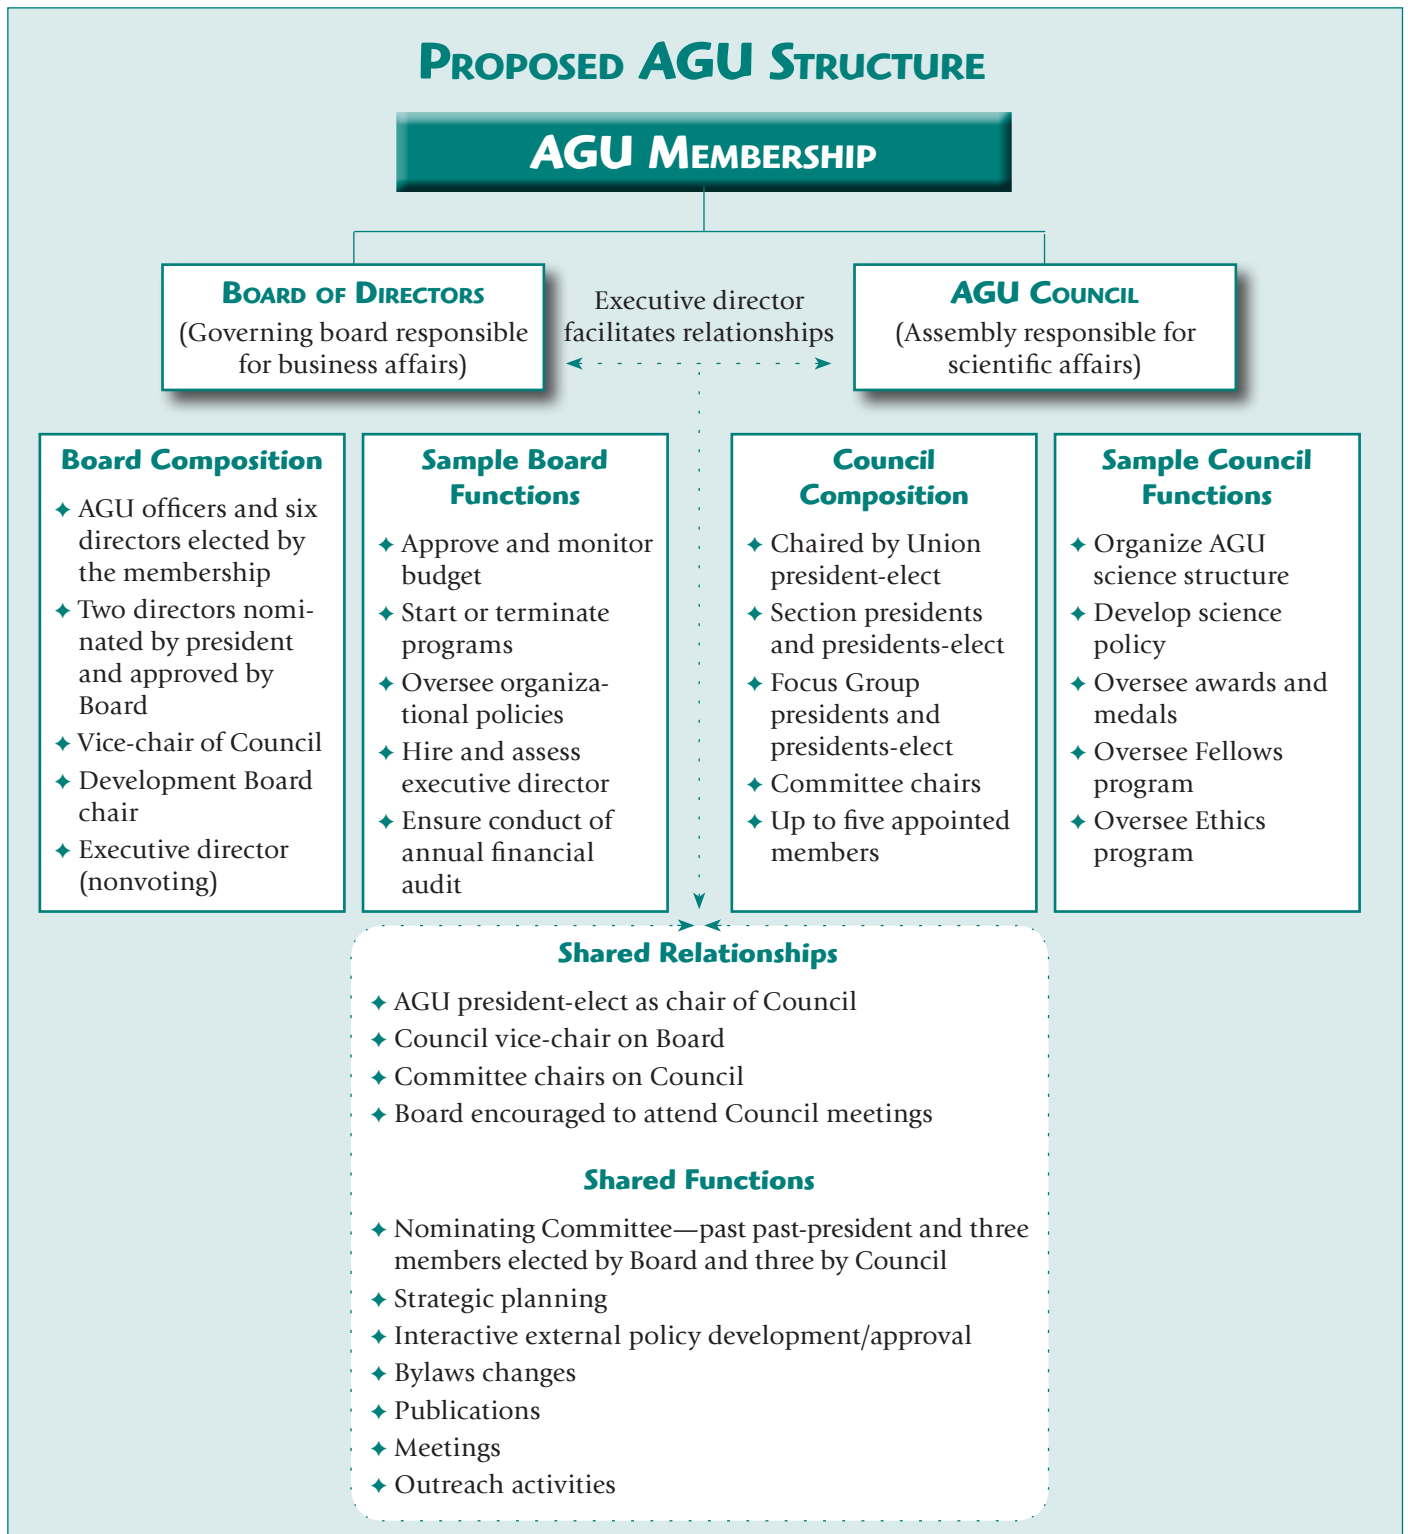 PROPOSED AGU STRUCTURE
AGU MEMBERSHIP
BOARD OF DIRECTORS
(Governing board responsible
for business affairs)
Executive director
facilitates relationships
AGU COUNCIL
(Assembly responsible for
scientific affairs)
Board Composition
✦ AGU officers and six
directors elected by
the membership
✦ Two directors nomi-
nated by president
and approved by
Board
✦ Vice-chair of Council
✦ Development Board
chair
✦ Executive director
(nonvoting)
Sample Board
Functions
✦ Approve and monitor
budget
✦ Start or terminate
programs
✦ Oversee organiza-
tional policies
✦ Hire and assess
executive director
✦ Ensure conduct of
annual financial
audit
Council
Composition
✦ Chaired by Union
president-elect
✦ Section presidents
and presidents-elect
✦ Focus Group
presidents and
presidents-elect
✦ Committee chairs
✦ Up to five appointed
members
Sample Council
Functions
✦ Organize AGU
science structure
✦ Develop science
policy
✦ Oversee awards and
medals
✦ Oversee Fellows
program
✦ Oversee Ethics
program
Shared Relationships
✦ AGU president-elect as chair of Council
✦ Council vice-chair on Board
✦ Committee chairs on Council
✦ Board encouraged to attend Council meetings
Shared Functions
✦ Nominating Committee—past past-president and three
members elected by Board and three by Council
✦ Strategic planning
✦ Interactive external policy development/approval
✦ Bylaws changes
✦ Publications
✦ Meetings
✦ Outreach activities